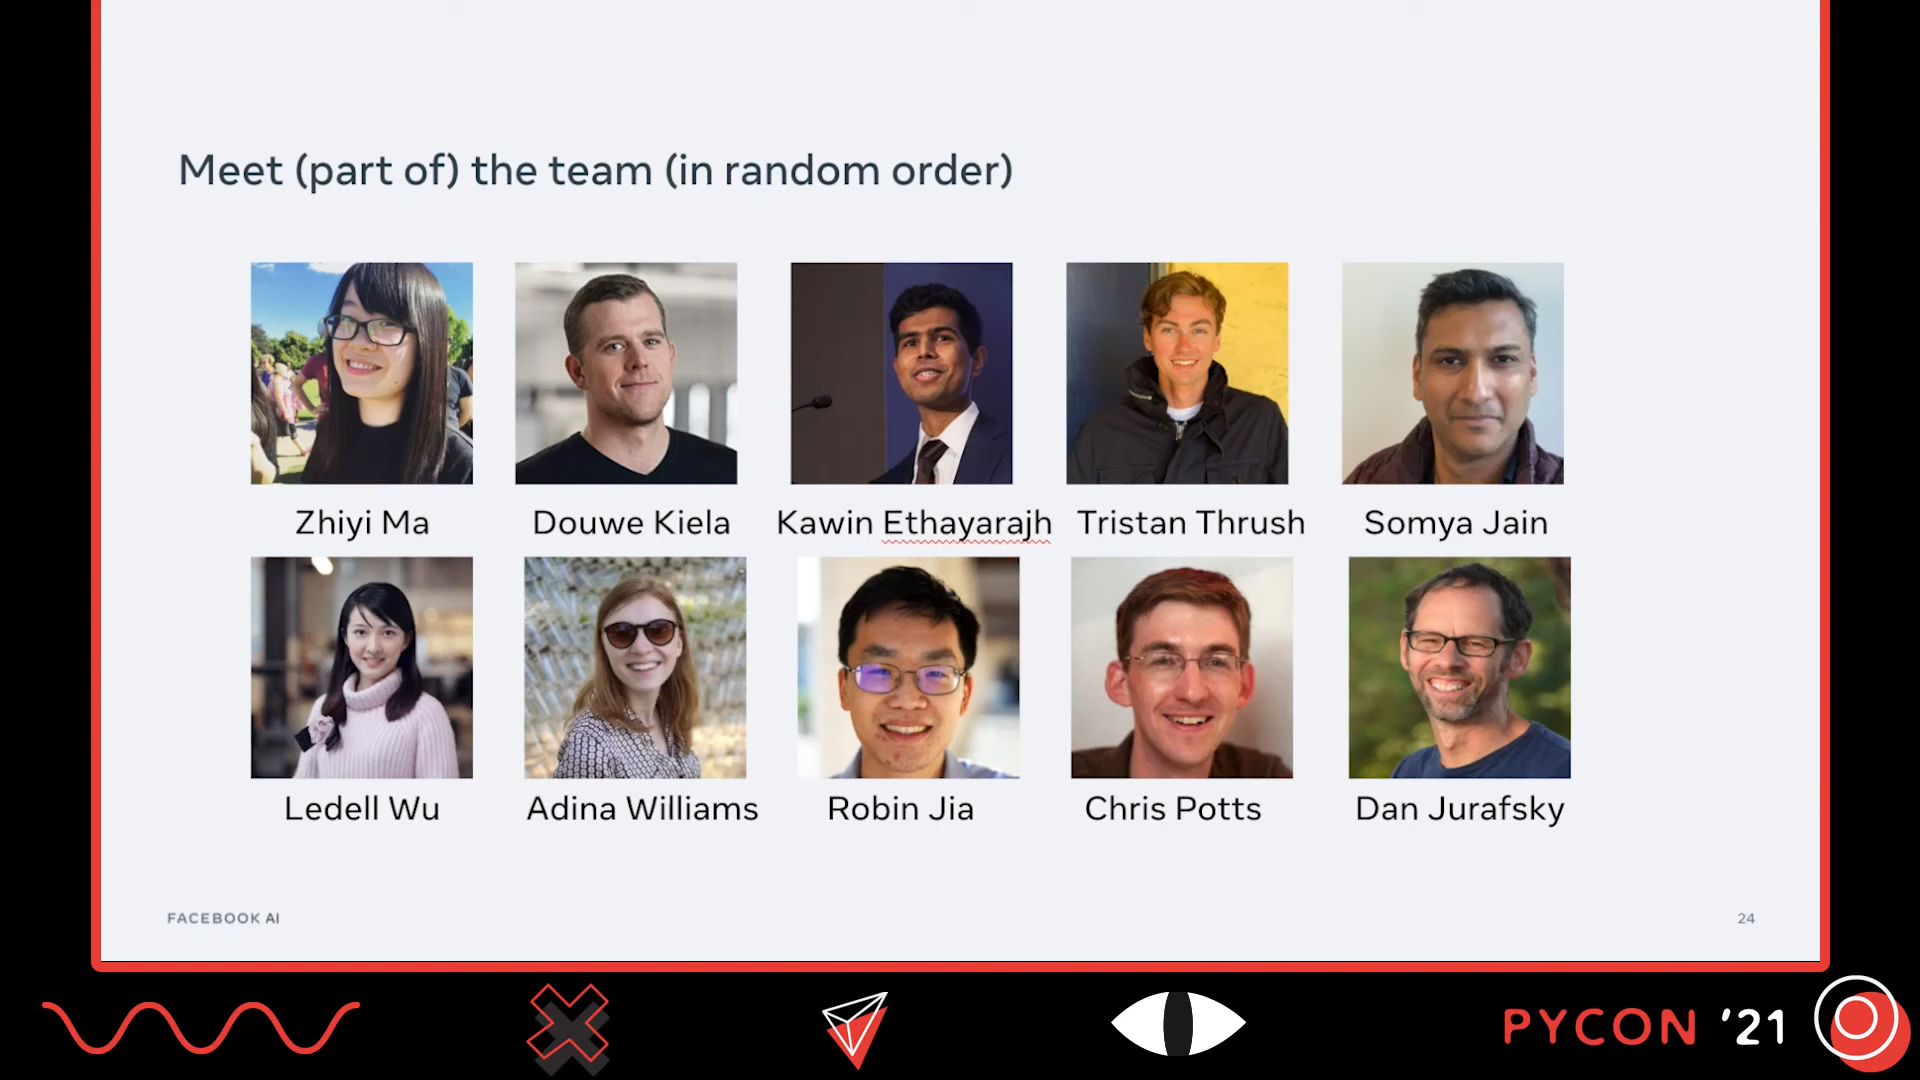 Meet (part of) the team (in random order)
Zhiyi Ma
Douwe Kiela
Kawin Ethayarajh
Tristan Thrush
Somya Jain
Ledell Wu
Adina Williams
Robin Jia
Chris Potts
Dan Jurafsky
FACEBOOK AI
24
PYCON '21